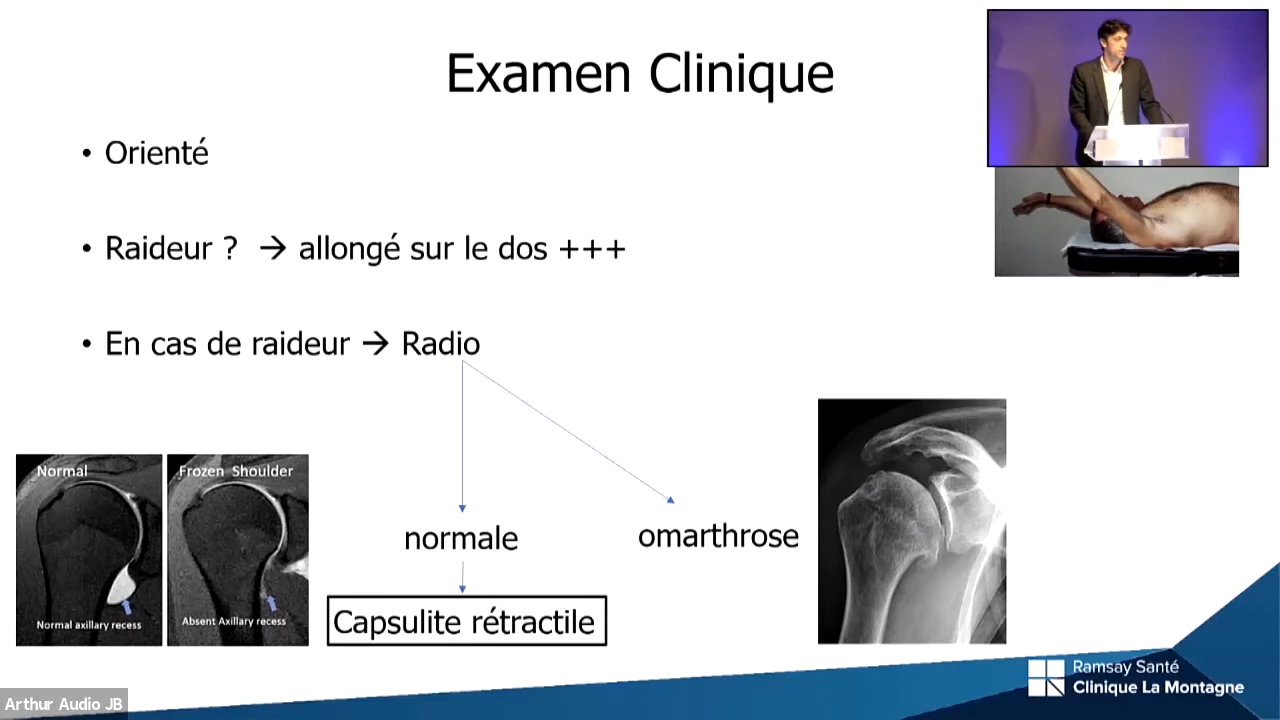 Examen Clinique
• Orienté
• Raideur ? → allongé sur le dos +++
• En cas de raideur → Radio
Normal
Frozen Shoulder
Normal axillary recess
Absent Axillary recess
normale
omarthrose
Capsulite rétractile
Ramsay Santé
Clinique La Montagne
Arthur Audio JB